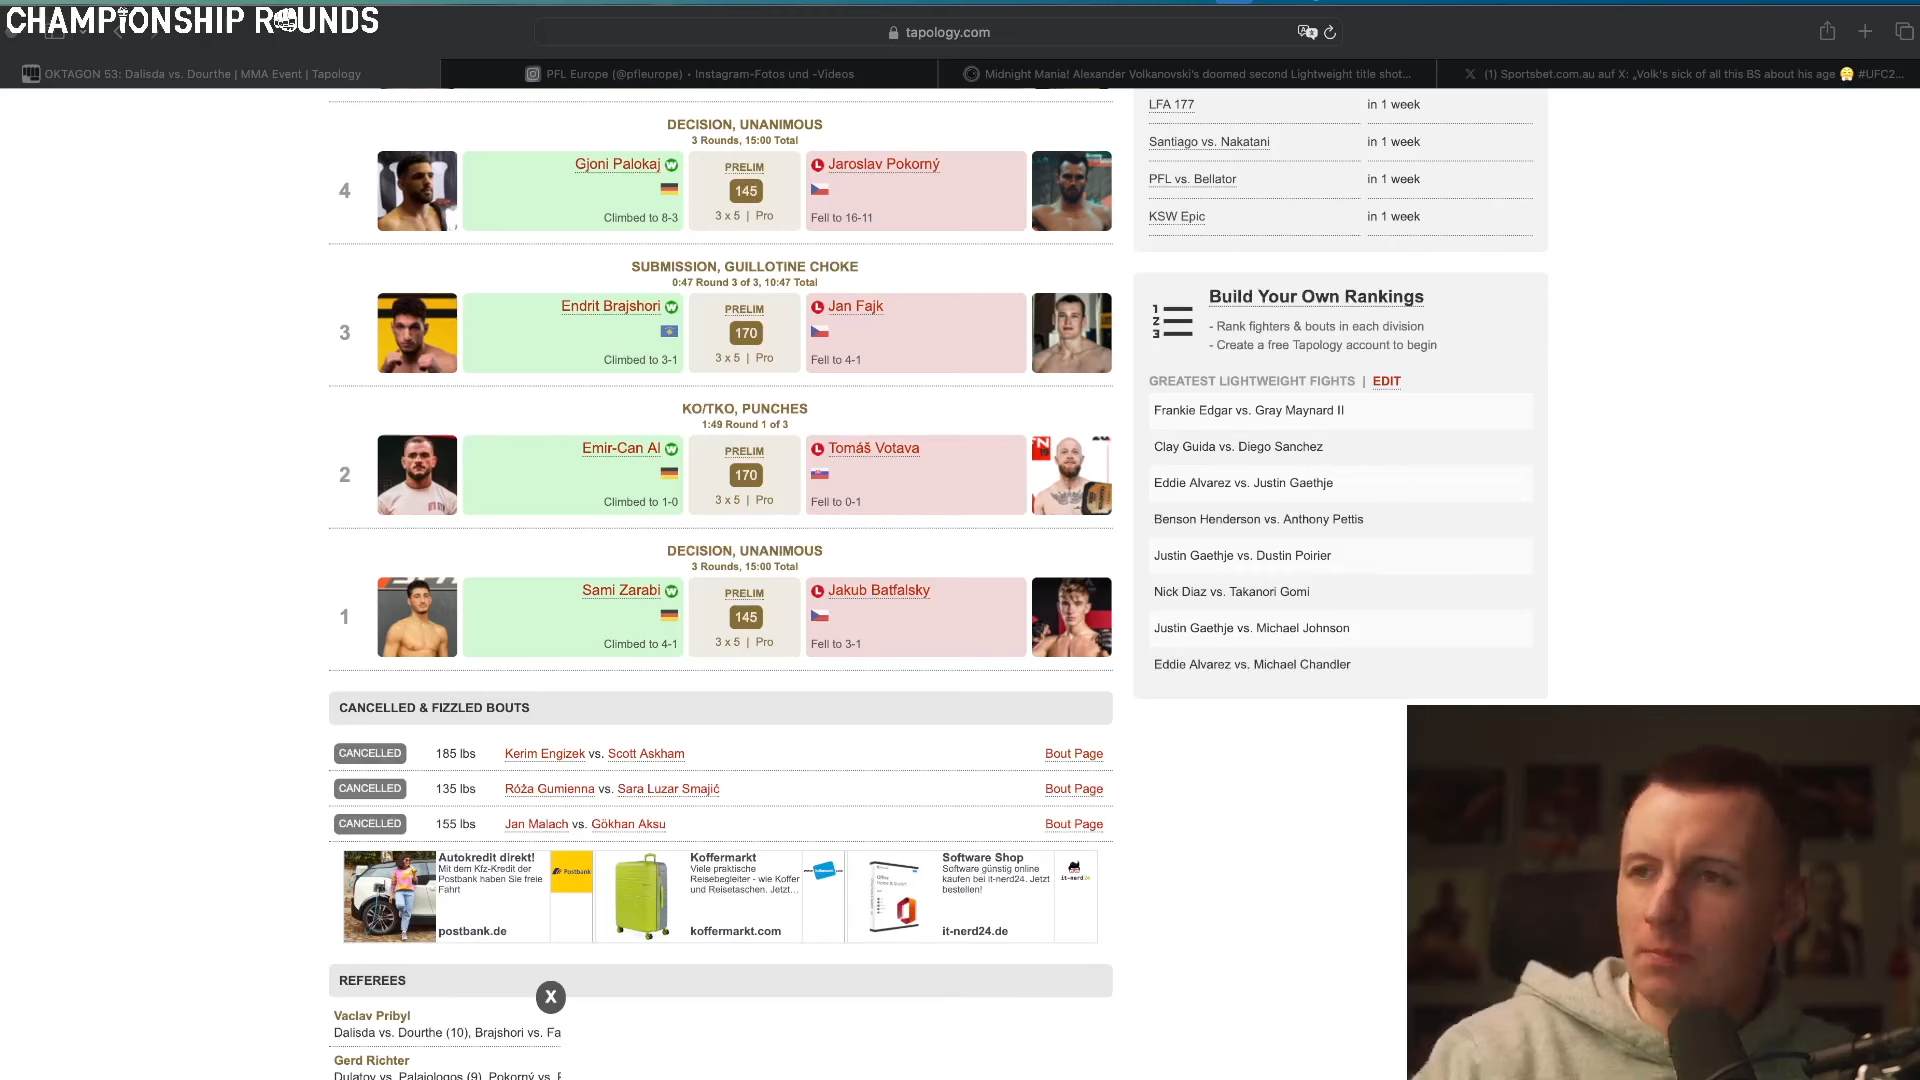 CHAMPIONSHIP ROUNDS
tapology.com
OKTAGON 53: Dalisda vs. Dourthe | MMA Event | Tapology
PFL Europe (@pfleurope) • Instagram-Fotos und -Videos
Midnight Mania! Alexander Volkanovski's doomed second Lightweight title shot...
(1) Sportsbet.com.au auf X: „Volk's sick of all this BS about his age 😤 #UFC2...
DECISION, UNANIMOUS
3 Rounds, 15:00 Total
4
Gjoni Palokaj W
Climbed to 8-3
PRELIM
145
3 x 5 | Pro
L Jaroslav Pokorný
Fell to 16-11
SUBMISSION, GUILLOTINE CHOKE
0:47 Round 3 of 3, 10:47 Total
3
Endrit Brajshori W
Climbed to 3-1
PRELIM
170
3 x 5 | Pro
L Jan Fajk
Fell to 4-1
KO/TKO, PUNCHES
1:49 Round 1 of 3
2
Emir-Can Al W
Climbed to 1-0
PRELIM
170
3 x 5 | Pro
L Tomáš Votava
Fell to 0-1
DECISION, UNANIMOUS
3 Rounds, 15:00 Total
1
Sami Zarabi W
Climbed to 4-1
PRELIM
145
3 x 5 | Pro
L Jakub Batfalsky
Fell to 3-1
CANCELLED & FIZZLED BOUTS
CANCELLED 185 lbs Kerim Engizek vs. Scott Askham Bout Page
CANCELLED 135 lbs Róża Gumienna vs. Sara Luzar Smajić Bout Page
CANCELLED 155 lbs Jan Malach vs. Gökhan Aksu Bout Page
Autokredit direkt!
Mit dem Kfz-Kredit der
Postbank haben Sie freie
Fahrt
postbank.de
Postbank
Koffermarkt
Viele praktische
Reisebegleiter - wie Koffer
und Reisetaschen. Jetzt...
koffermarkt.com
Software Shop
Software günstig online
kaufen bei it-nerd24. Jetzt
bestellen!
it-nerd24.de
it-nerd24
Office
REFEREES
X
Vaclav Pribyl
Dalisda vs. Dourthe (10), Brajshori vs. Fa
Gerd Richter
Dulatov vs. Palaiologos (9), Pokorný vs. P
LFA 177 in 1 week
Santiago vs. Nakatani in 1 week
PFL vs. Bellator in 1 week
KSW Epic in 1 week
1
2
3
Build Your Own Rankings
- Rank fighters & bouts in each division
- Create a free Tapology account to begin
GREATEST LIGHTWEIGHT FIGHTS | EDIT
Frankie Edgar vs. Gray Maynard II
Clay Guida vs. Diego Sanchez
Eddie Alvarez vs. Justin Gaethje
Benson Henderson vs. Anthony Pettis
Justin Gaethje vs. Dustin Poirier
Nick Diaz vs. Takanori Gomi
Justin Gaethje vs. Michael Johnson
Eddie Alvarez vs. Michael Chandler